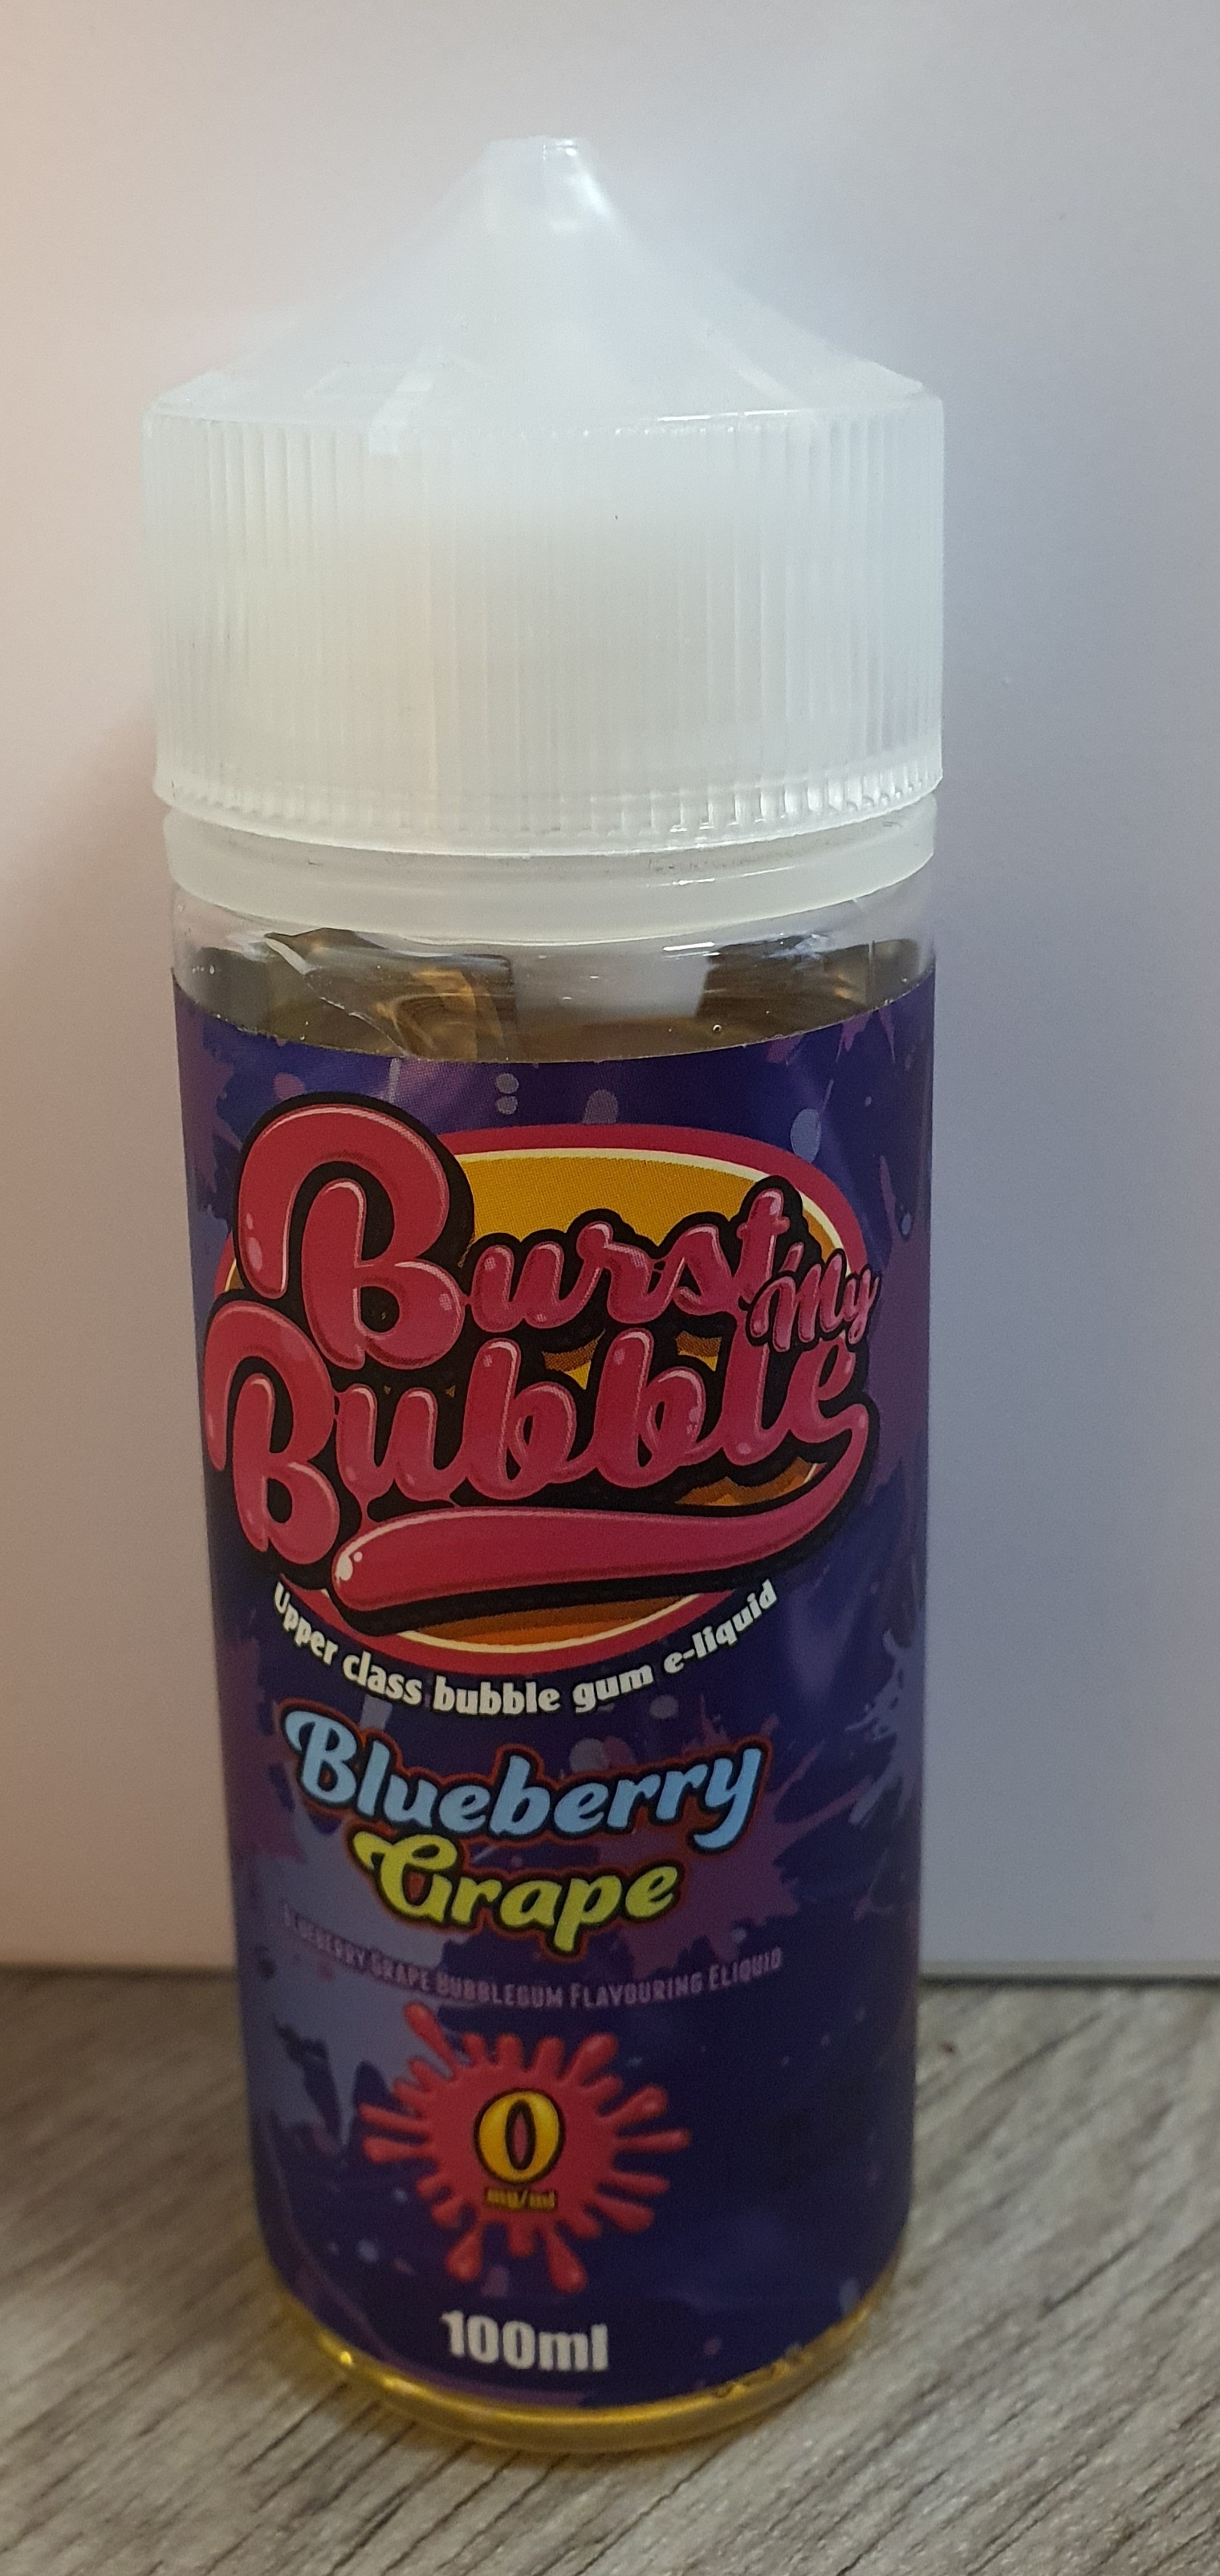 Burst My
Bubble
Upper class bubble gum e-liquid
Blueberry
Grape
Blueberry Grape Bubblegum Flavouring Eliquid
0
mg/ml
100ml